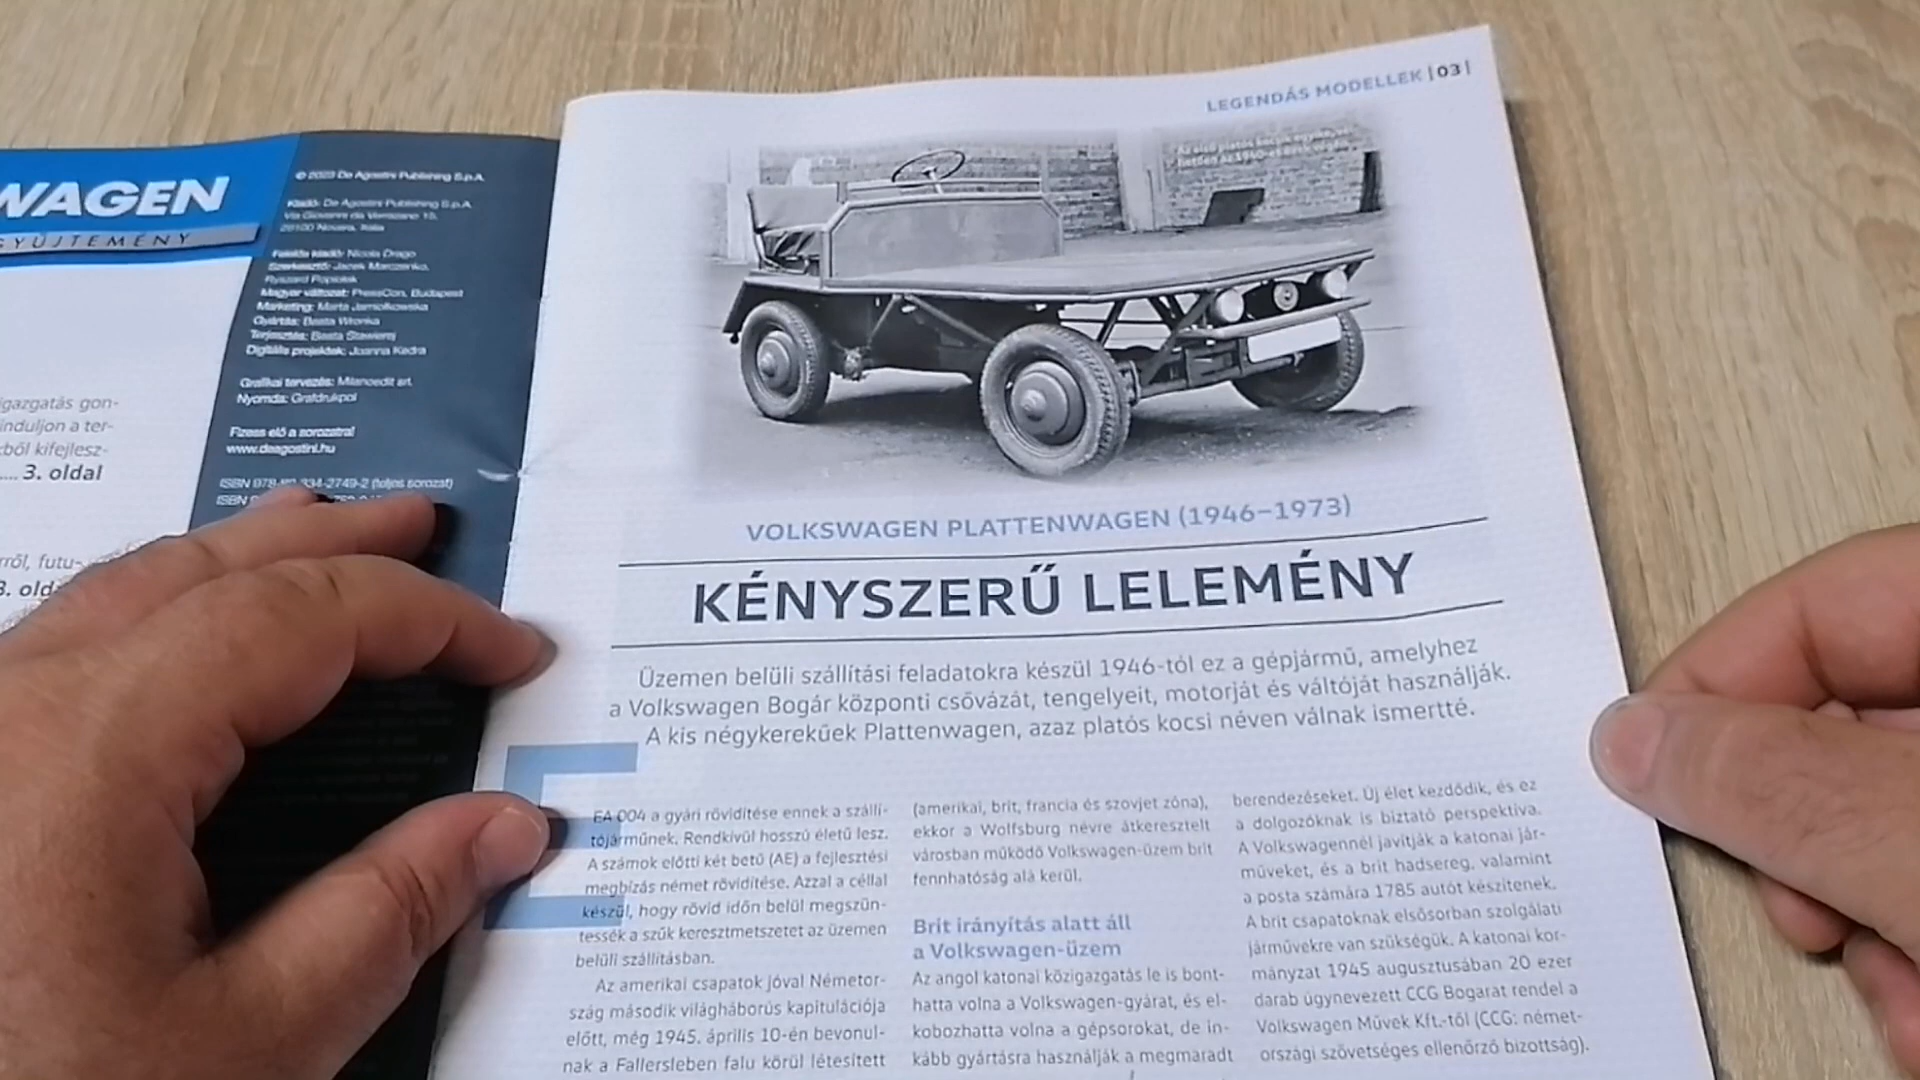 WAGEN
GYŰJTEMÉNY
igazgatás gon-
induljon a ter-
ből kifejlesz-
.... 3. oldal
rről, futu-
© 2023 De Agostini Publishing S.p.A.
Kiadó: De Agostini Publishing S.p.A.
Via Giovanni da Verrazano 15,
28100 Novara, Italia
Felelős kiadó: Nicola Drago
Szerkesztő: Jacek
Ryszard
Magyar változat: PressCon, Budapest
Marketing: Marta Jamiolkowska
Gyártás: Beata Wronka
Terjesztés: Beata
Digitális projektek: Joanna Kedra
Grafikai tervezés: Milanoedit srl.
Nyomda: Grafdrukpol
Fizess elő a sorozatra!
www.deagostini.hu
(teljes sorozat)
ISBN
LEGENDÁS MODELLEK |03|
Az első platós kocsik egyike,
VOLKSWAGEN PLATTENWAGEN (1946–1973)
KÉNYSZERŰ LELEMÉNY
Üzemen belüli szállítási feladatokra készül 1946-tól ez a gépjármű, amelyhez
a Volkswagen Bogár központi csővázát, tengelyeit, motorját és váltóját használják.
A kis négykerekűek Plattenwagen, azaz platós kocsi néven válnak ismertté.
E
EA 004 a gyári rövidítése ennek a szállí-
tójárműnek. Rendkívül hosszú életű lesz.
A számok előtti két betű (AE) a fejlesztési
megbízás német rövidítése. Azzal a céllal
készül, hogy rövid időn belül megszün-
tessék a szűk keresztmetszetet az üzemen
belüli szállításban.
Az amerikai csapatok jóval Németor-
szág második világháborús kapitulációja
előtt, még 1945. április 10-én bevonul-
nak a Fallersleben falu körül létesített
(amerikai, brit, francia és szovjet zóna),
ekkor a Wolfsburg névre átkeresztelt
városban működő Volkswagen-üzem brit
fennhatóság alá kerül.
Brit irányítás alatt áll
a Volkswagen-üzem
Az angol katonai közigazgatás le is bont-
hatta volna a Volkswagen-gyárat, és el-
kobozhatta volna a gépsorokat, de in-
kább gyártásra használják a megmaradt
berendezéseket. Új élet kezdődik, és ez
a dolgozóknak is biztató perspektíva.
A Volkswagennél javítják a katonai jár-
műveket, és a brit hadsereg, valamint
a posta számára 1785 autót készítenek.
A brit csapatoknak elsősorban szolgálati
járművekre van szükségük. A katonai kor-
mányzat 1945 augusztusában 20 ezer
darab úgynevezett CCG Bogarat rendel a
Volkswagen Művek Kft.-től (CCG: német-
országi szövetséges ellenőrző bizottság).